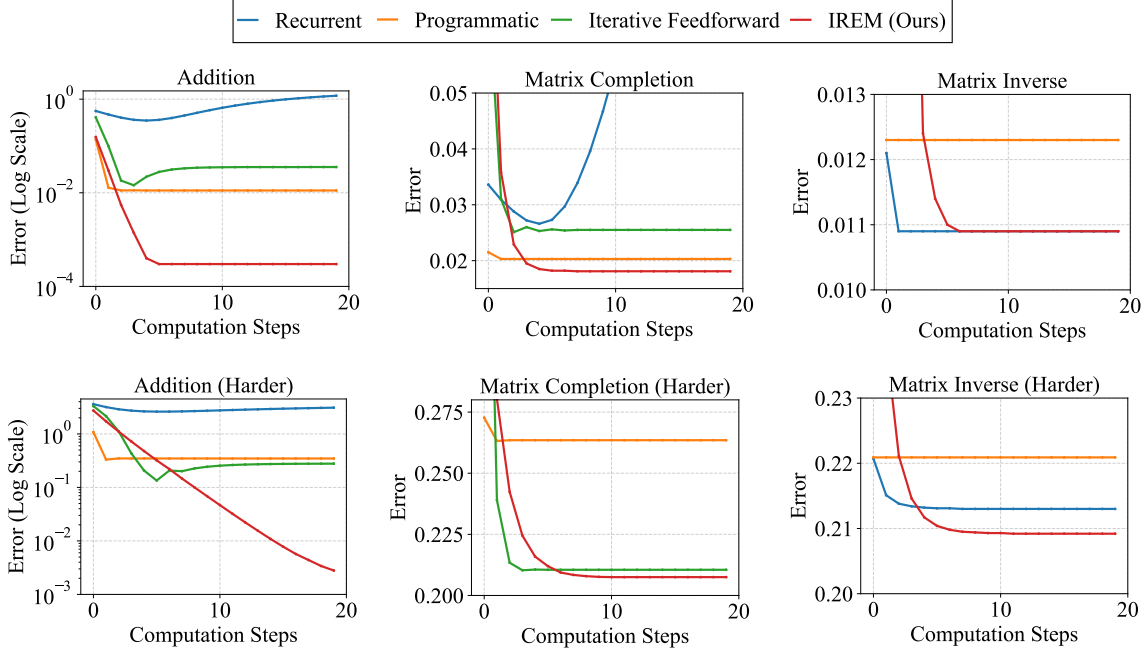 Recurrent Programmatic Iterative Feedforward IREM (Ours)
Addition
Error (Log Scale)
10^0
10^-2
10^-4
0 10 20
Computation Steps
Matrix Completion
Error
0.05
0.04
0.03
0.02
0 10 20
Computation Steps
Matrix Inverse
Error
0.013
0.012
0.011
0.010
0 10 20
Computation Steps
Addition (Harder)
Error (Log Scale)
10^0
10^-1
10^-2
10^-3
0 10 20
Computation Steps
Matrix Completion (Harder)
Error
0.275
0.250
0.225
0.200
0 10 20
Computation Steps
Matrix Inverse (Harder)
Error
0.23
0.22
0.21
0.20
0 10 20
Computation Steps